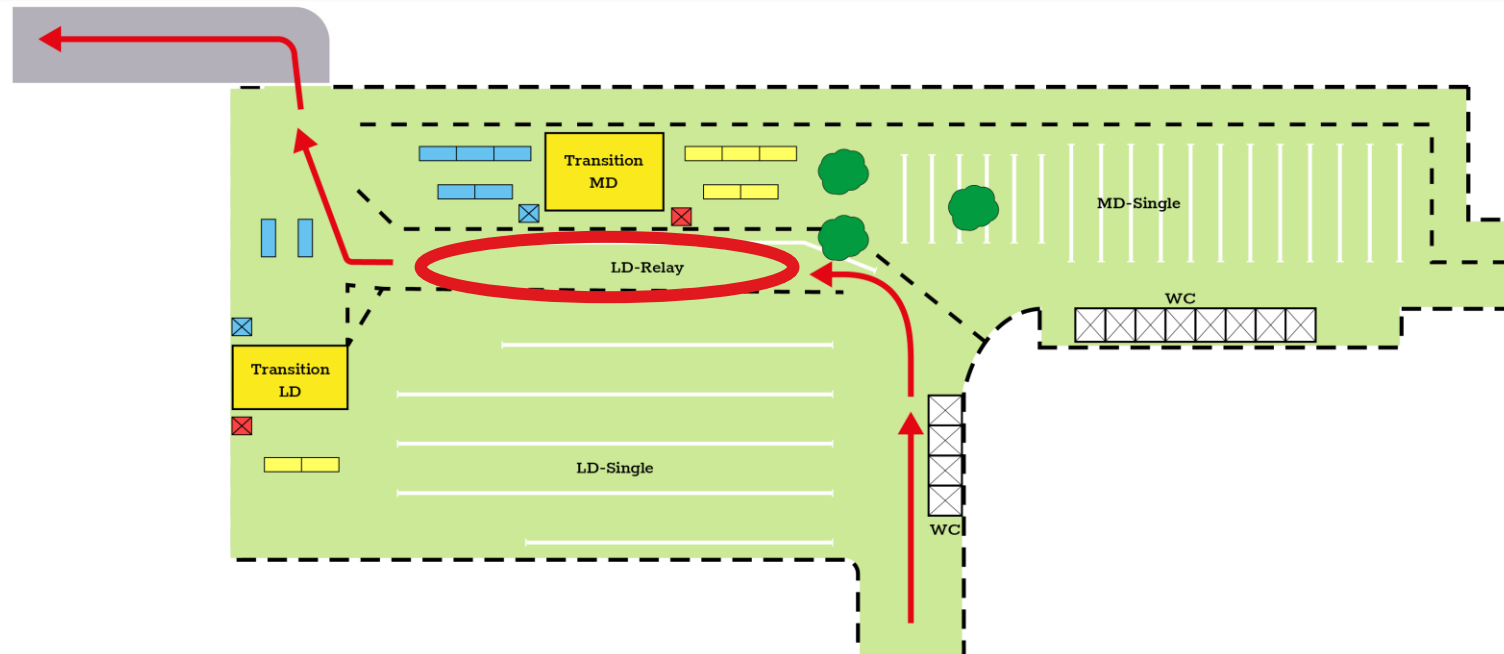 Transition
MD
MD-Single
LD-Relay
WC
Transition
LD
LD-Single
WC